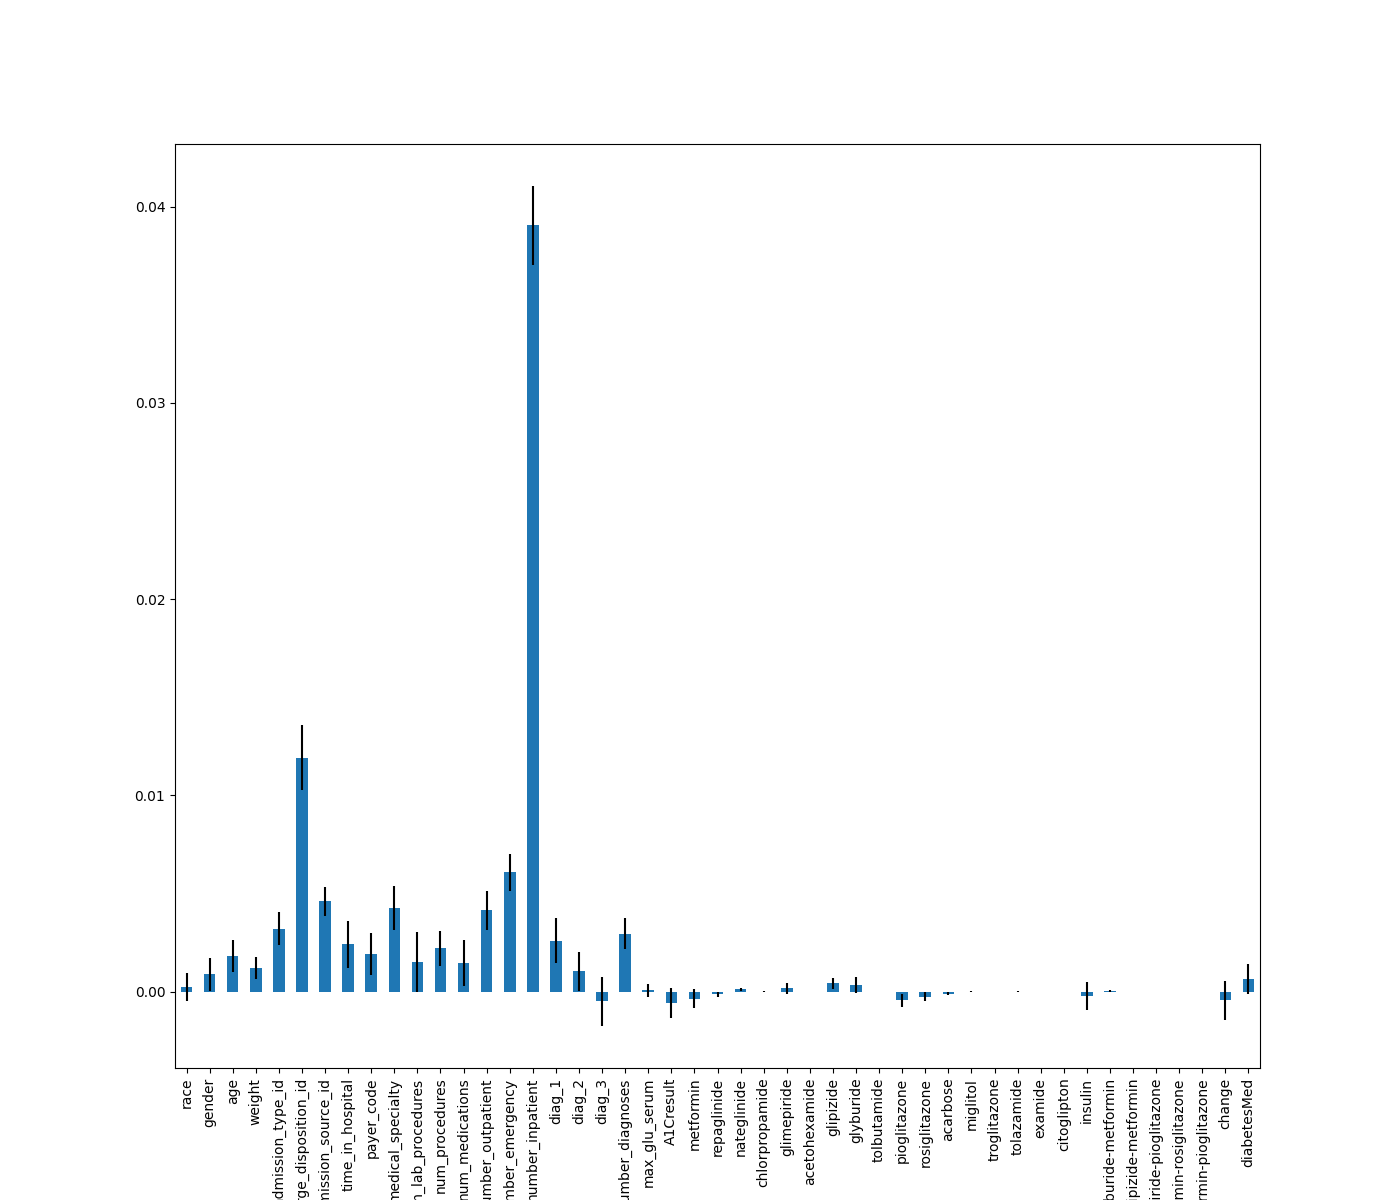 0.04
0.03
0.02
0.01
0.00
race
gender
age
weight
dmission_type_id
rge_disposition_id
mission_source_id
time_in_hospital
payer_code
medical_specialty
n_lab_procedures
num_procedures
num_medications
umber_outpatient
mber_emergency
number_inpatient
diag_1
diag_2
diag_3
umber_diagnoses
max_glu_serum
A1Cresult
metformin
repaglinide
nateglinide
chlorpropamide
glimepiride
acetohexamide
glipizide
glyburide
tolbutamide
pioglitazone
rosiglitazone
acarbose
miglitol
troglitazone
tolazamide
examide
citoglipton
insulin
buride-metformin
ipizide-metformin
iride-pioglitazone
min-rosiglitazone
rmin-pioglitazone
change
diabetesMed